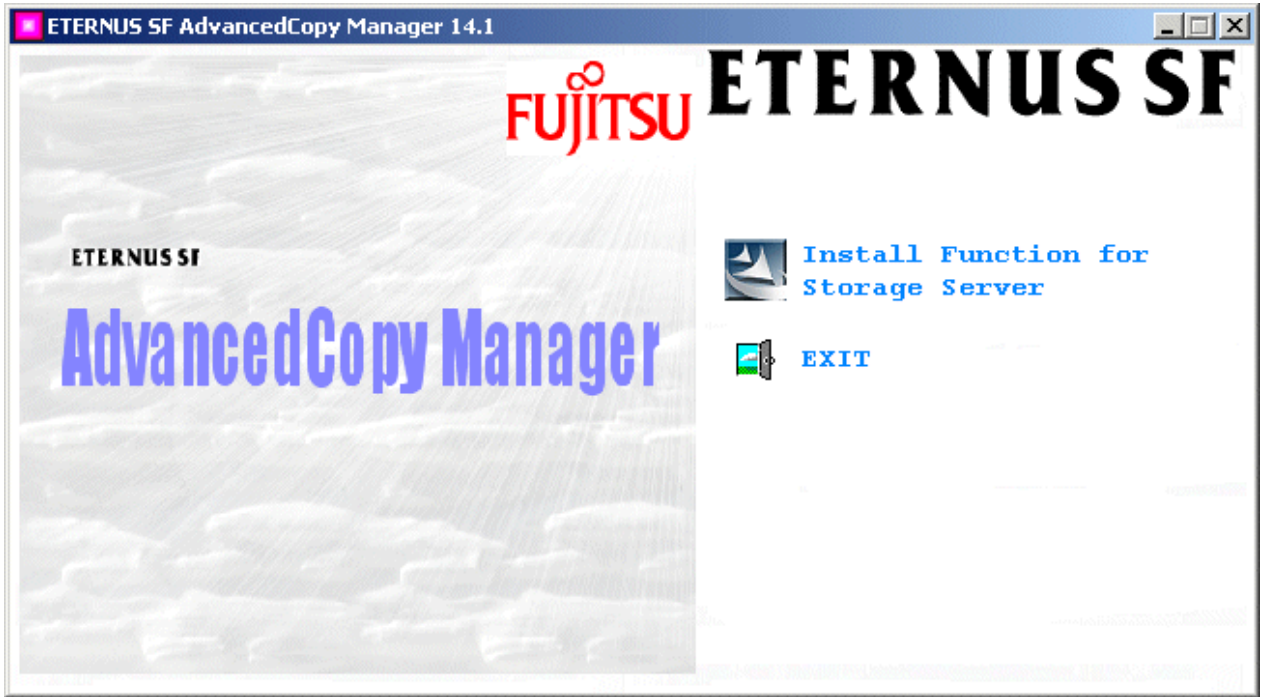 ETERNUS SF AdvancedCopy Manager 14.1
FUJITSU
ETERNUS SF
ETERNUS SF
AdvancedCopy Manager
Install Function for
Storage Server
EXIT